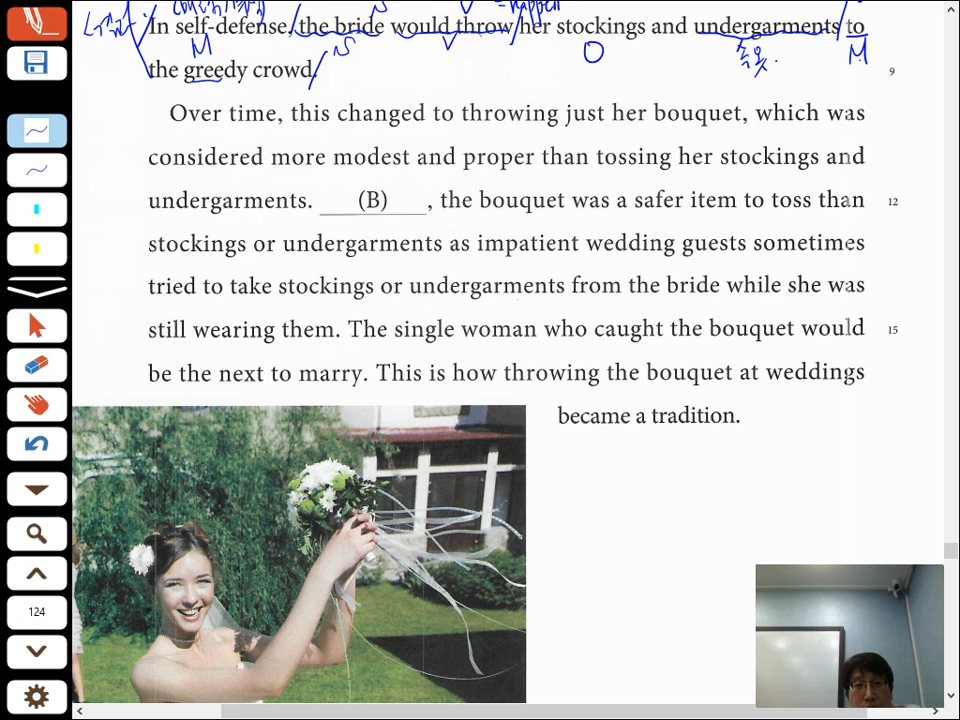 = happen
In self-defense, the bride would throw her stockings and undergarments to
M S V O 속옷. M
the greedy crowd.
9
Over time, this changed to throwing just her bouquet, which was
considered more modest and proper than tossing her stockings and
undergarments. (B) , the bouquet was a safer item to toss than
12
stockings or undergarments as impatient wedding guests sometimes
tried to take stockings or undergarments from the bride while she was
still wearing them. The single woman who caught the bouquet would
15
be the next to marry. This is how throwing the bouquet at weddings
became a tradition.
124